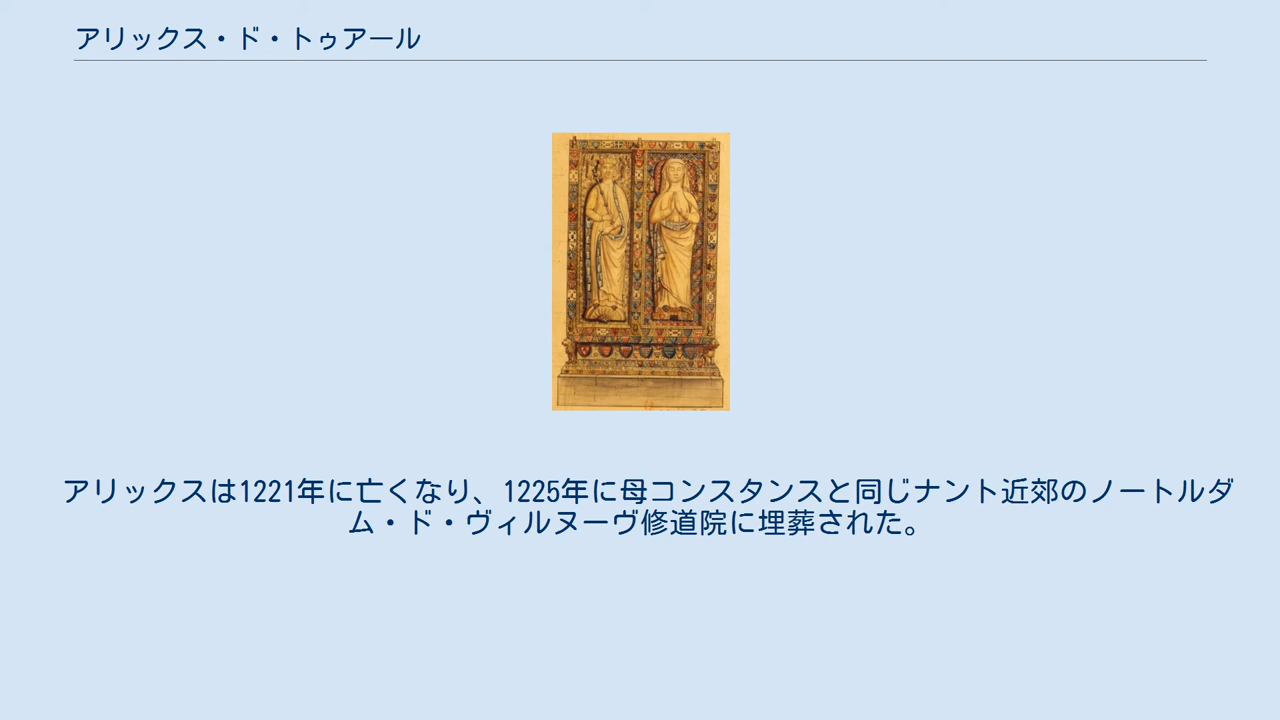 アリックス・ド・トゥアール
アリックスは1221年に亡くなり、1225年に母コンスタンスと同じナント近郊のノートルダ
ム・ド・ヴィルヌーヴ修道院に埋葬された。